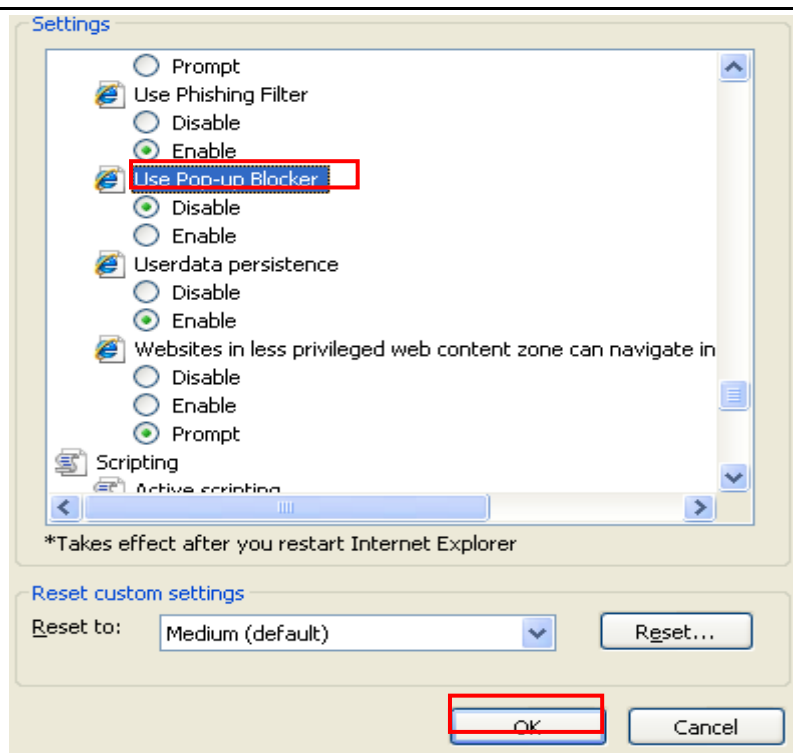 Settings
Prompt
Use Phishing Filter
Disable
Enable
Use Pop-up Blocker
Disable
Enable
Userdata persistence
Disable
Enable
Websites in less privileged web content zone can navigate in
Disable
Enable
Prompt
Scripting
Active scripting
*Takes effect after you restart Internet Explorer
Reset custom settings
Reset to: Medium (default) Reset...
OK Cancel